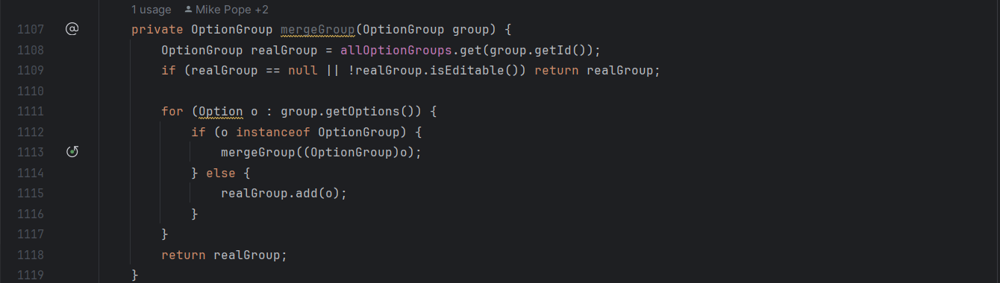 1 usage Mike Pope +2
1107 @ private OptionGroup mergeGroup(OptionGroup group) {
1108 OptionGroup realGroup = allOptionGroups.get(group.getId());
1109 if (realGroup == null || !realGroup.isEditable()) return realGroup;
1110
1111 for (Option o : group.getOptions()) {
1112 if (o instanceof OptionGroup) {
1113 mergeGroup((OptionGroup)o);
1114 } else {
1115 realGroup.add(o);
1116 }
1117 }
1118 return realGroup;
1119 }